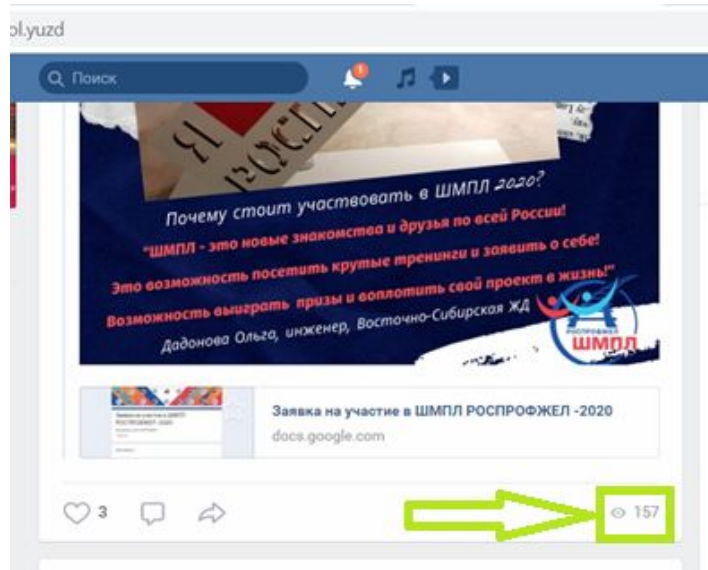 ol.yuzd
Поиск
1
Я
РОСП
Почему стоит участвовать в ШМПЛ 2020?
"ШМПЛ - это новые знакомства и друзья по всей России!
Это возможность посетить крутые тренинги и заявить о себе!
Возможность выиграть призы и воплотить свой проект в жизнь!"
Дадонова Ольга, инженер, Восточно-Сибирская ЖД
РОСПРОФЖЕЛ
ШМПЛ
Заявка на участие в ШМПЛ РОСПРОФЖЕЛ -2020
docs.google.com
3
157